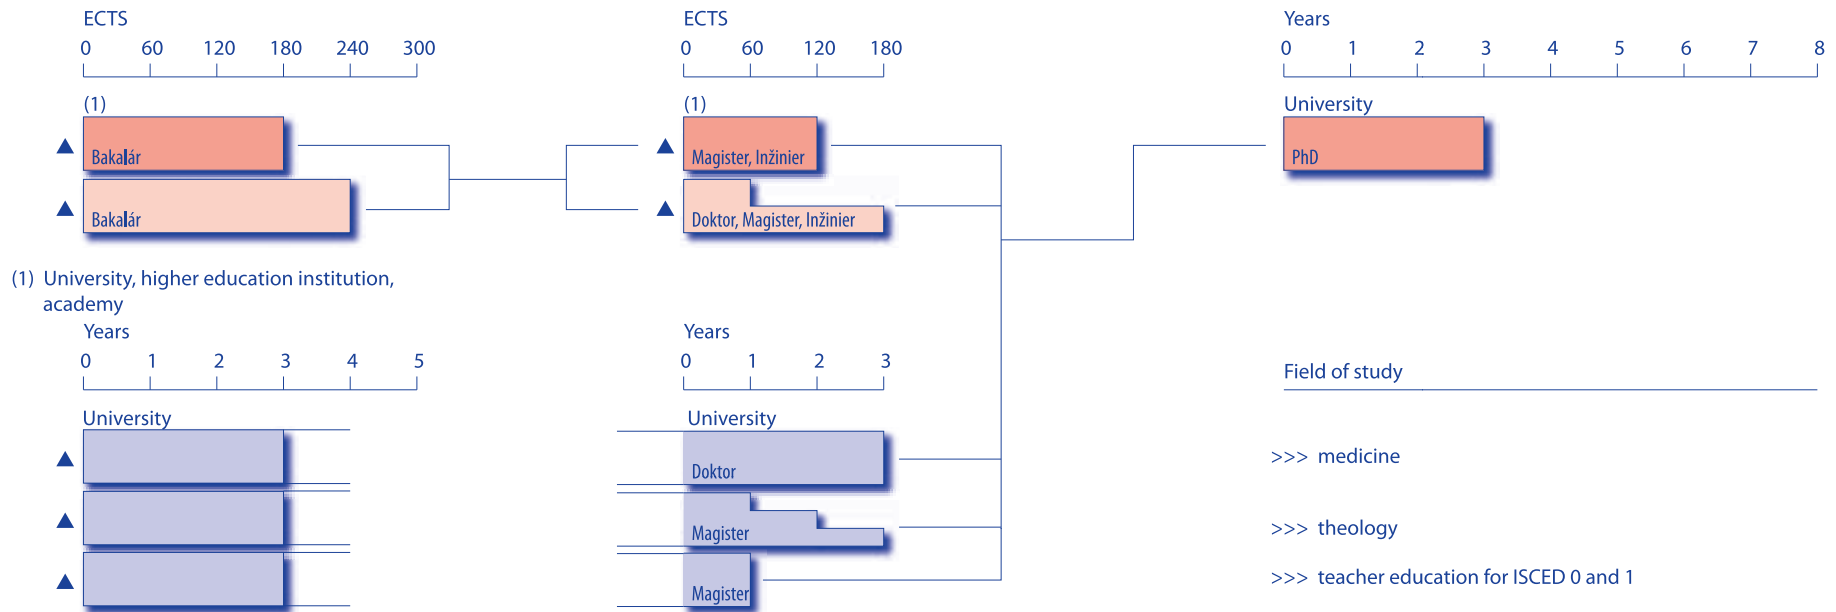 ECTS
0 60 120 180 240 300
(1)
Bakalár
Bakalár
(1) University, higher education institution,
academy
ECTS
0 60 120 180
(1)
Magister, Inžinier
Doktor, Magister, Inžinier
Years
0 1 2 3 4 5 6 7 8
University
PhD
Years
0 1 2 3 4 5
University
Years
0 1 2 3
University
Doktor
Magister
Magister
Field of study
>>> medicine
>>> theology
>>> teacher education for ISCED 0 and 1